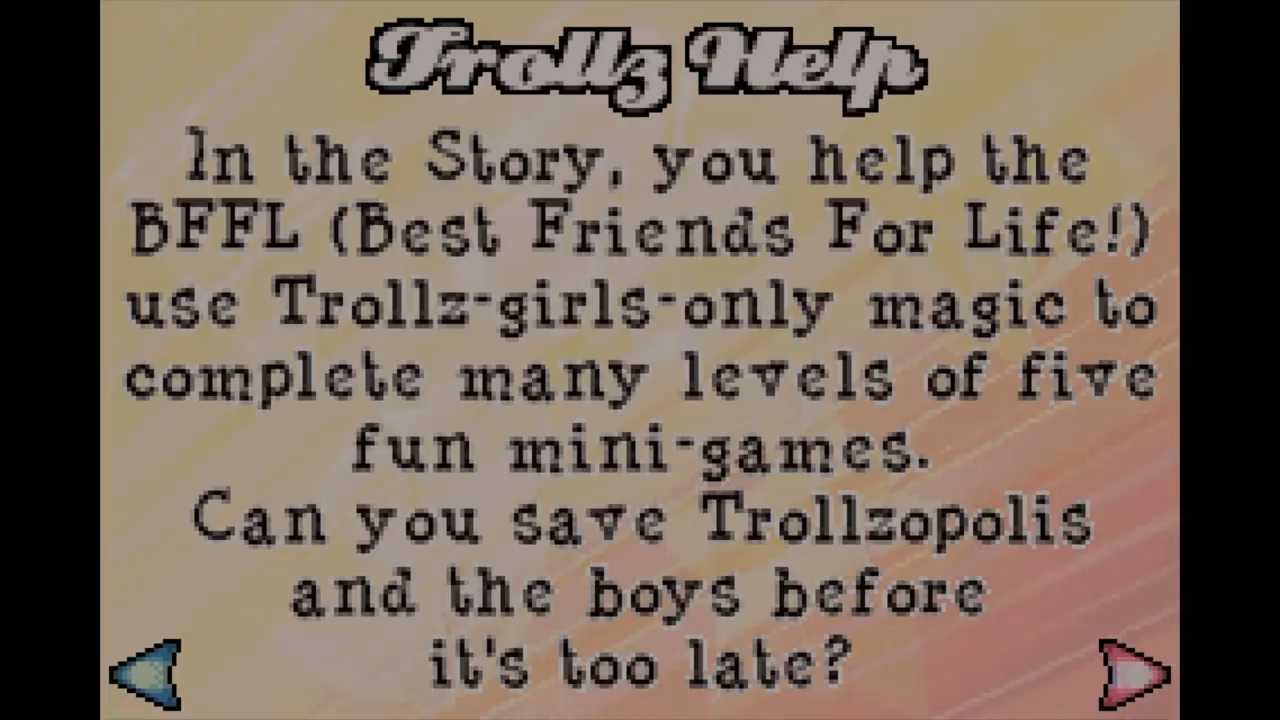 Trollz Help
In the Story, you help the
BFFL (Best Friends For Life!)
use Trollz-girls-only magic to
complete many levels of five
fun mini-games.
Can you save Trollzopolis
and the boys before
it's too late?